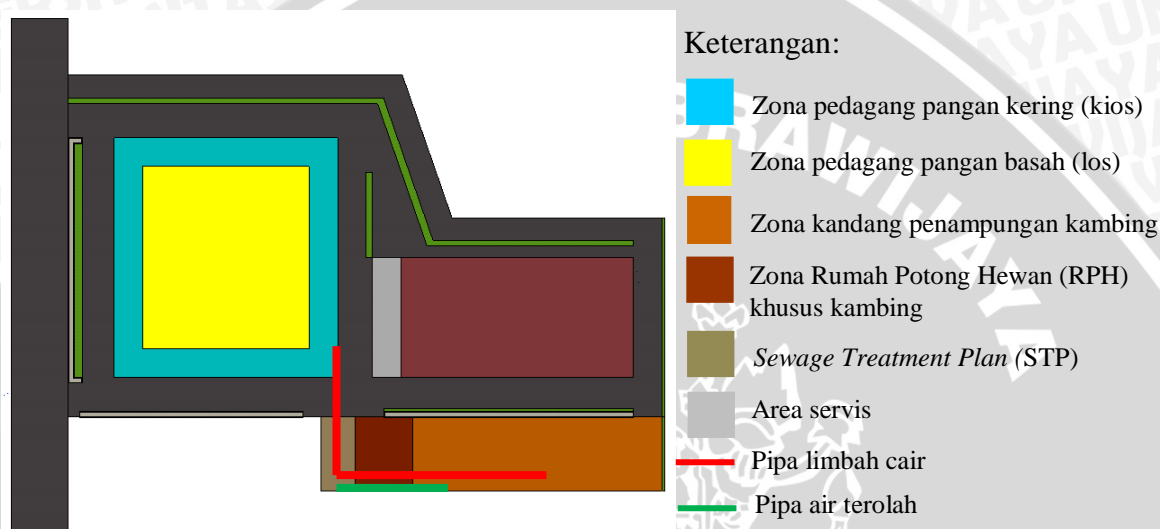 Keterangan:
Zona pedagang pangan kering (kios)
Zona pedagang pangan basah (los)
Zona kandang penampungan kambing
Zona Rumah Potong Hewan (RPH)
khusus kambing
Sewage Treatment Plan (STP)
Area servis
Pipa limbah cair
Pipa air terolah
BRAWIJAYA